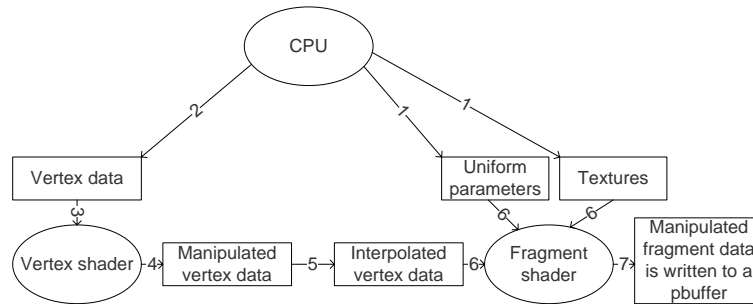 CPU
2
1
1
Vertex data
Uniform
parameters
Textures
3
6
6
Vertex shader
4
Manipulated
vertex data
5
Interpolated
vertex data
6
Fragment
shader
7
Manipulated
fragment data
is written to a
pbuffer